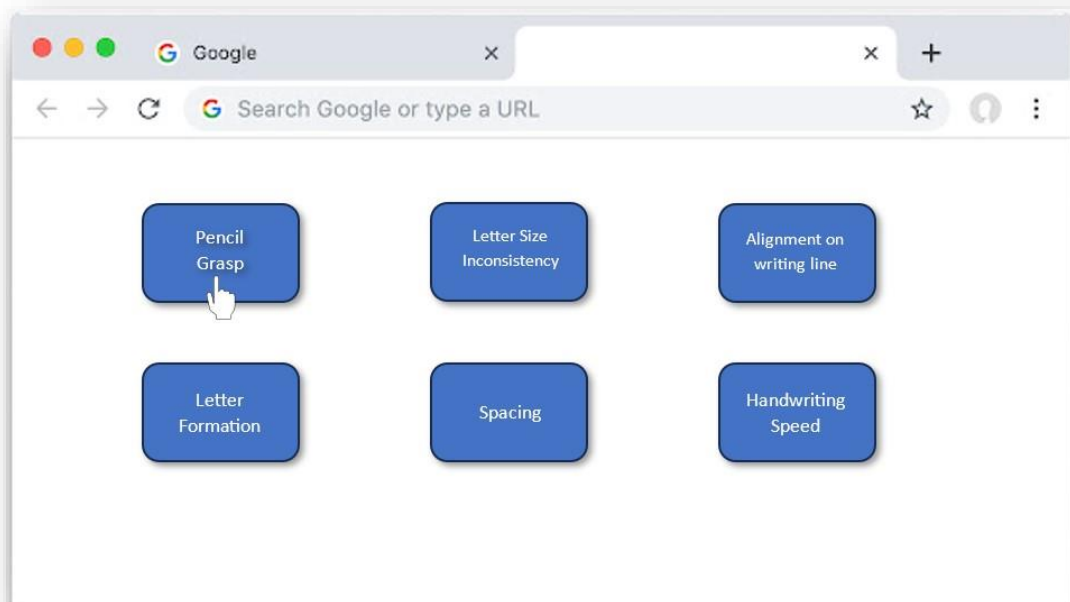 Google
Search Google or type a URL
Pencil
Grasp
Letter Size
Inconsistency
Alignment on
writing line
Letter
Formation
Spacing
Handwriting
Speed